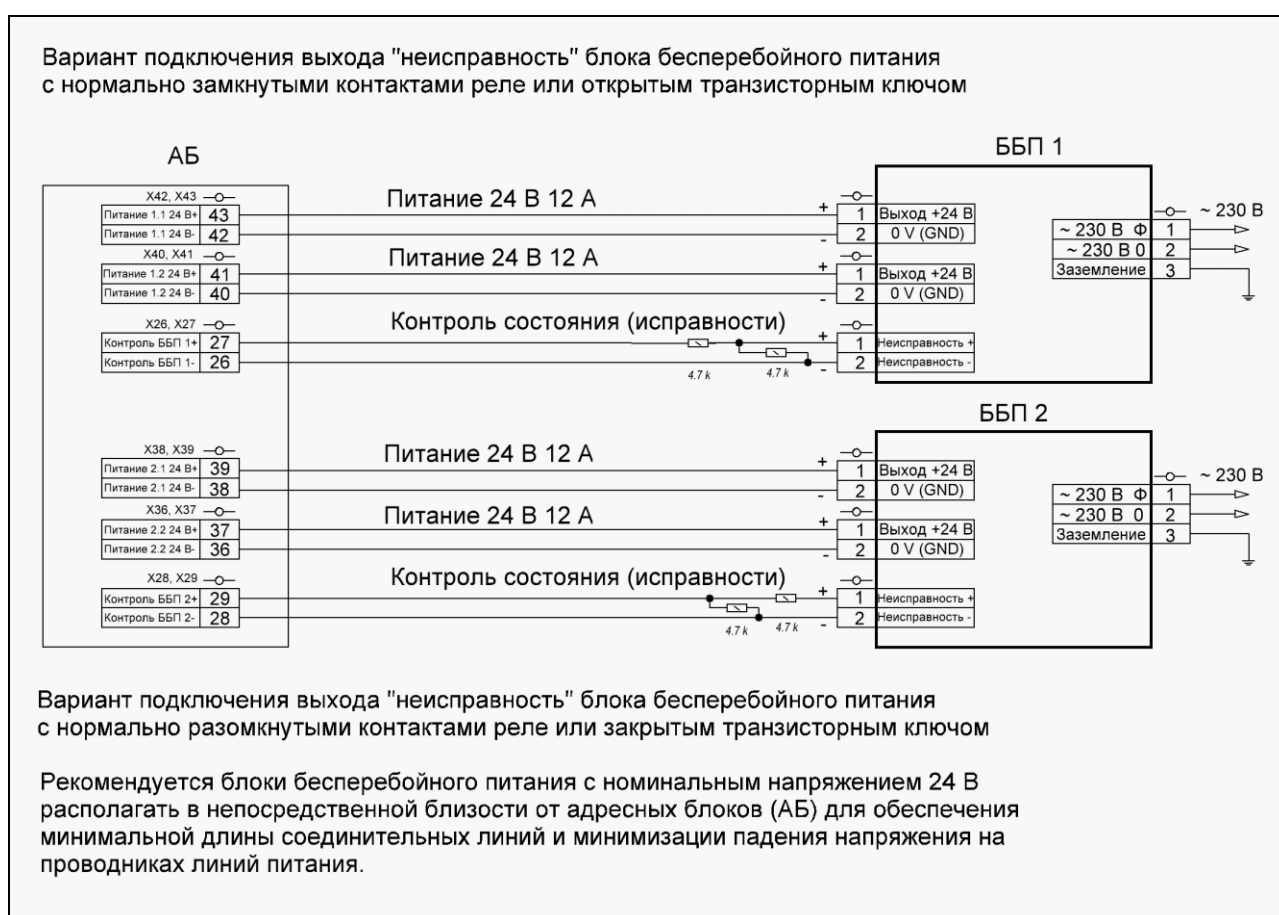 Вариант подключения выхода "неисправность" блока бесперебойного питания
с нормально замкнутыми контактами реле или открытым транзисторным ключом
АБ
ББП 1
X42, X43
Питание 1.1 24 В+ 43
Питание 1.1 24 В- 42
Питание 24 В 12 А
+ 1 Выход +24 В
- 2 0 V (GND)
~ 230 В
~ 230 В Ф 1
~ 230 В 0 2
Заземление 3
X40, X41
Питание 1.2 24 В+ 41
Питание 1.2 24 В- 40
Питание 24 В 12 А
+ 1 Выход +24 В
- 2 0 V (GND)
X26, X27
Контроль ББП 1+ 27
Контроль ББП 1- 26
Контроль состояния (исправности)
4.7 k 4.7 k
+ 1 Неисправность +
- 2 Неисправность -
ББП 2
X38, X39
Питание 2.1 24 В+ 39
Питание 2.1 24 В- 38
Питание 24 В 12 А
+ 1 Выход +24 В
- 2 0 V (GND)
~ 230 В
~ 230 В Ф 1
~ 230 В 0 2
Заземление 3
X36, X37
Питание 2.2 24 В+ 37
Питание 2.2 24 В- 36
Питание 24 В 12 А
+ 1 Выход +24 В
- 2 0 V (GND)
X28, X29
Контроль ББП 2+ 29
Контроль ББП 2- 28
Контроль состояния (исправности)
4.7 k 4.7 k
+ 1 Неисправность +
- 2 Неисправность -
Вариант подключения выхода "неисправность" блока бесперебойного питания
с нормально разомкнутыми контактами реле или закрытым транзисторным ключом
Рекомендуется блоки бесперебойного питания с номинальным напряжением 24 В
располагать в непосредственной близости от адресных блоков (АБ) для обеспечения
минимальной длины соединительных линий и минимизации падения напряжения на
проводниках линий питания.